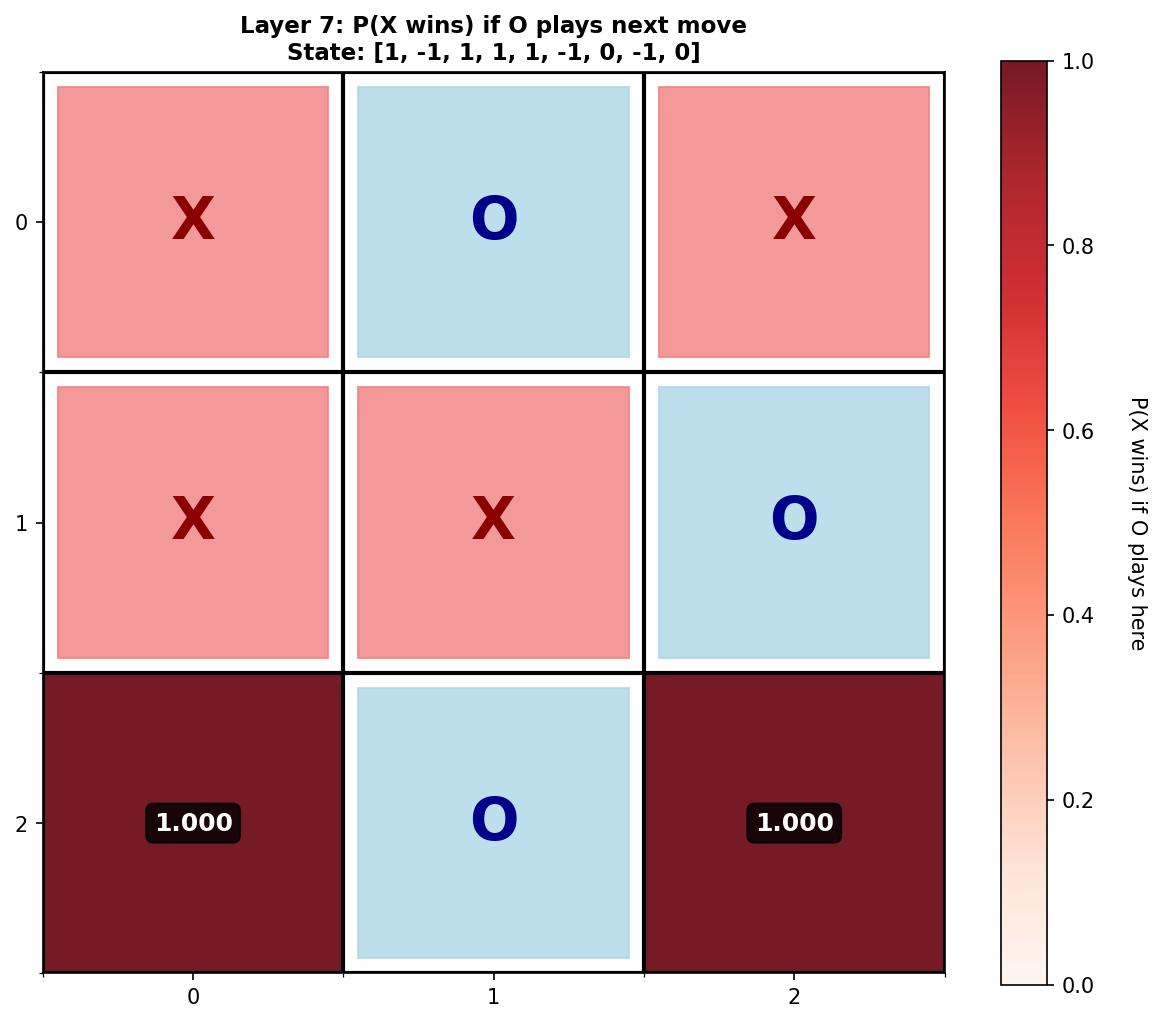 Layer 7: P(X wins) if O plays next move
State: [1, -1, 1, 1, 1, -1, 0, -1, 0]
X O X
X X O
1.000 O 1.000
0
1
2
0 1 2
1.0
0.8
0.6
0.4
0.2
0.0
P(X wins) if O plays here